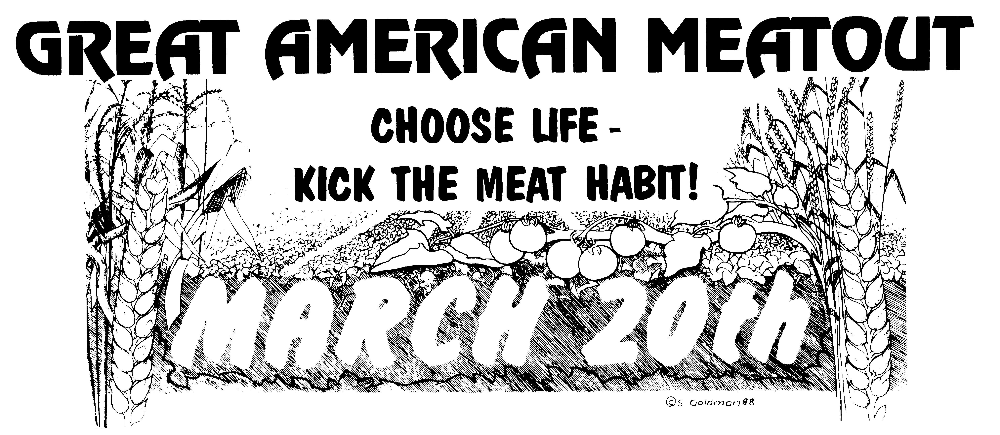 GREAT AMERICAN MEATOUT
CHOOSE LIFE -
KICK THE MEAT HABIT!
MARCH 20th
© S Goldman 88